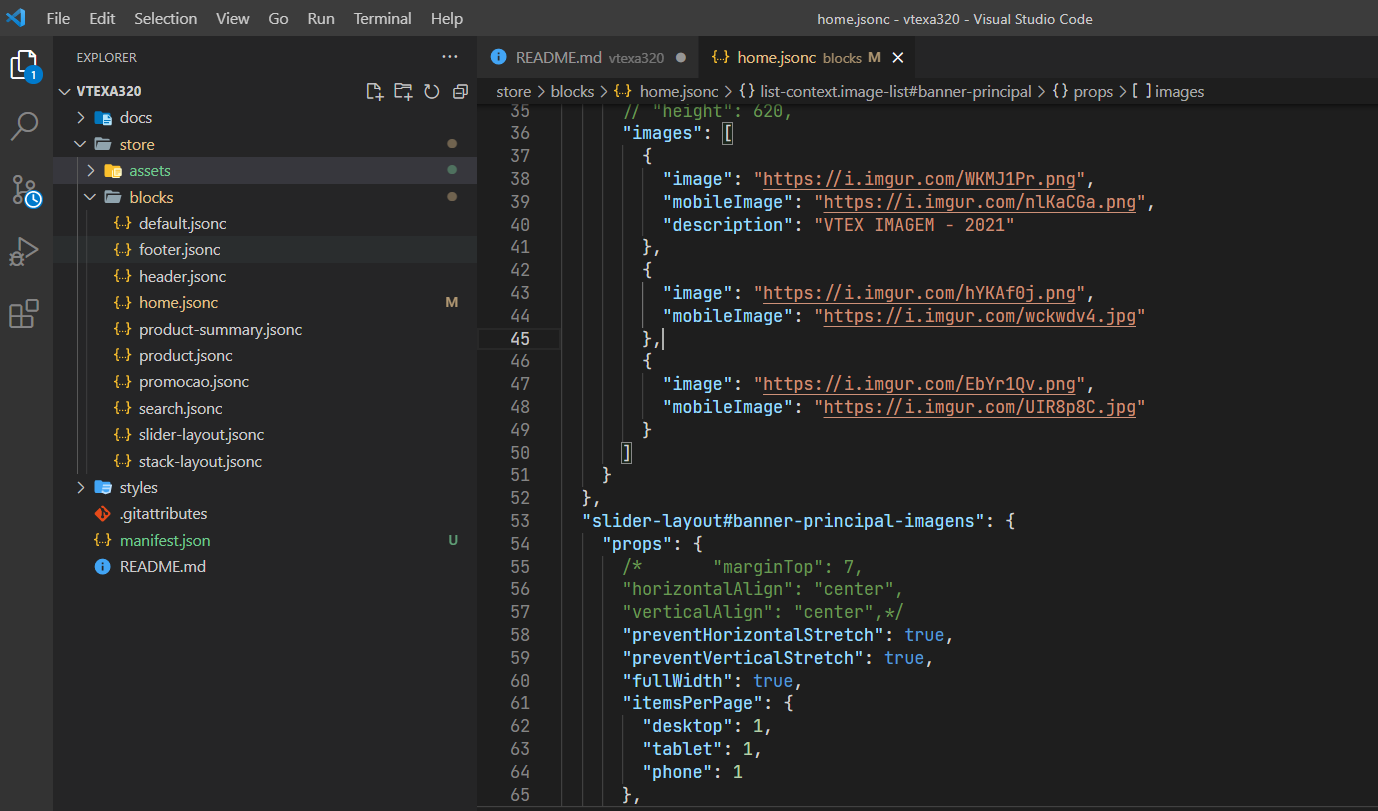 File Edit Selection View Go Run Terminal Help
home.jsonc - vtexa320 - Visual Studio Code
1
EXPLORER
VTEXA320
docs
store
assets
blocks
{..} default.jsonc
{..} footer.jsonc
{..} header.jsonc
{..} home.jsonc M
{..} product-summary.jsonc
{..} product.jsonc
{..} promocao.jsonc
{..} search.jsonc
{..} slider-layout.jsonc
{..} stack-layout.jsonc
styles
.gitattributes
{..} manifest.json U
README.md
README.md vtexa320
{..} home.jsonc blocks M
store > blocks > {..} home.jsonc > {} list-context.image-list#banner-principal > {} props > [ ] images
35 // "height": 620,
36 "images": [
37 {
38 "image": "https://i.imgur.com/WKMJ1Pr.png",
39 "mobileImage": "https://i.imgur.com/nlKaCGa.png",
40 "description": "VTEX IMAGEM - 2021"
41 },
42 {
43 "image": "https://i.imgur.com/hYKAf0j.png",
44 "mobileImage": "https://i.imgur.com/wckwdv4.jpg"
45 },
46 {
47 "image": "https://i.imgur.com/EbYr1Qv.png",
48 "mobileImage": "https://i.imgur.com/UIR8p8C.jpg"
49 }
50 ]
51 }
52 },
53 "slider-layout#banner-principal-imagens": {
54 "props": {
55 /* "marginTop": 7,
56 "horizontalAlign": "center",
57 "verticalAlign": "center",*/
58 "preventHorizontalStretch": true,
59 "preventVerticalStretch": true,
60 "fullWidth": true,
61 "itemsPerPage": {
62 "desktop": 1,
63 "tablet": 1,
64 "phone": 1
65 },